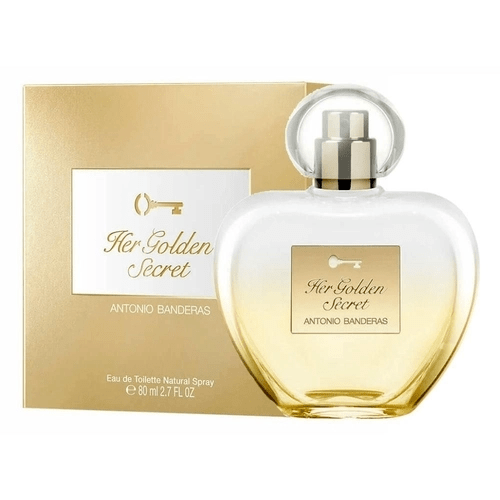 Her Golden
Secret
ANTONIO BANDERAS
Eau de Toilette Natural Spray
℮ 80 ml 2.7 FL OZ
Her Golden
Secret
ANTONIO BANDERAS